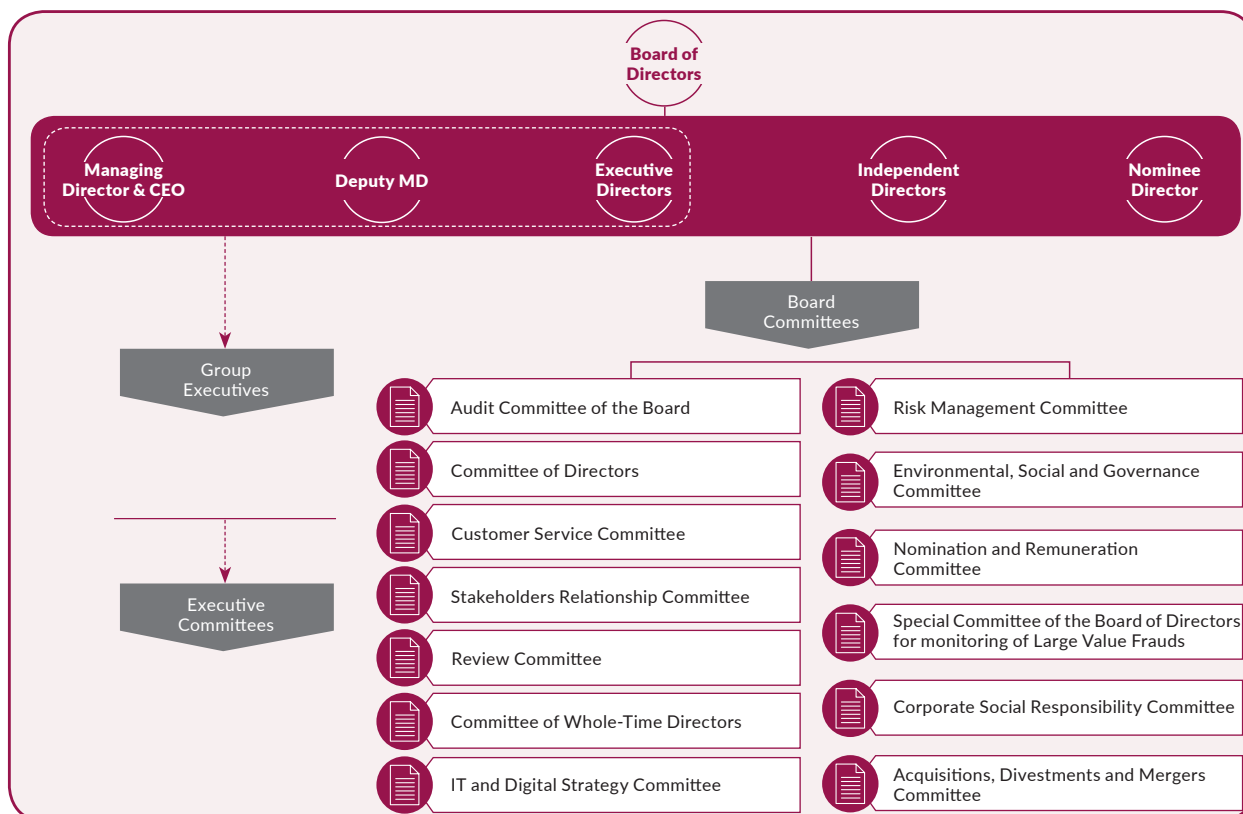 Board of
Directors
Managing
Director & CEO
Deputy MD
Executive
Directors
Independent
Directors
Nominee
Director
Group
Executives
Executive
Committees
Board
Committees
Audit Committee of the Board
Committee of Directors
Customer Service Committee
Stakeholders Relationship Committee
Review Committee
Committee of Whole-Time Directors
IT and Digital Strategy Committee
Risk Management Committee
Environmental, Social and Governance
Committee
Nomination and Remuneration
Committee
Special Committee of the Board of Directors
for monitoring of Large Value Frauds
Corporate Social Responsibility Committee
Acquisitions, Divestments and Mergers
Committee